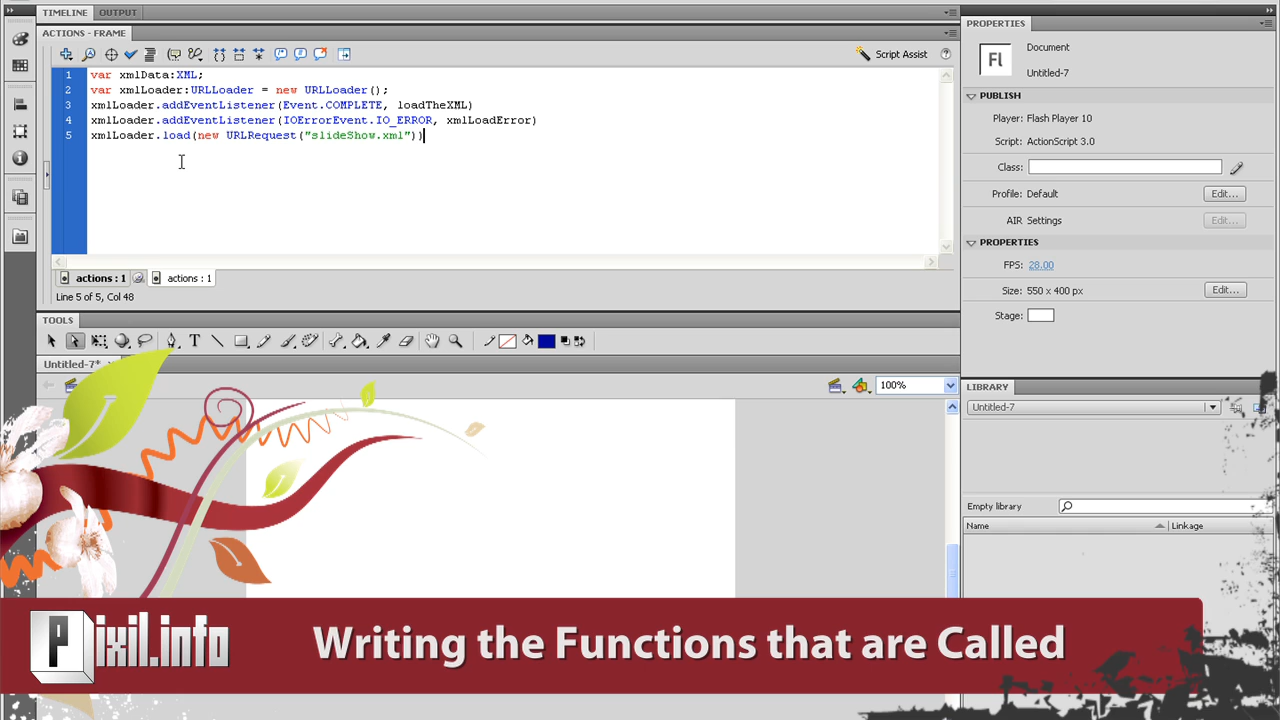 TIMELINE OUTPUT
ACTIONS - FRAME
Script Assist
1 var xmlData:XML;
2 var xmlLoader:URLLoader = new URLLoader();
3 xmlLoader.addEventListener(Event.COMPLETE, loadTheXML)
4 xmlLoader.addEventListener(IOErrorEvent.IO_ERROR, xmlLoadError)
5 xmlLoader.load(new URLRequest("slideShow.xml"))
actions : 1 actions : 1
Line 5 of 5, Col 48
TOOLS
Untitled-7*
100%
PROPERTIES
Fl
Document
Untitled-7
PUBLISH
Player: Flash Player 10
Script: ActionScript 3.0
Class:
Profile: Default Edit...
AIR Settings Edit...
PROPERTIES
FPS: 28.00
Size: 550 x 400 px Edit...
Stage:
LIBRARY
Untitled-7
Empty library
Name Linkage
Pixil.info
Writing the Functions that are Called